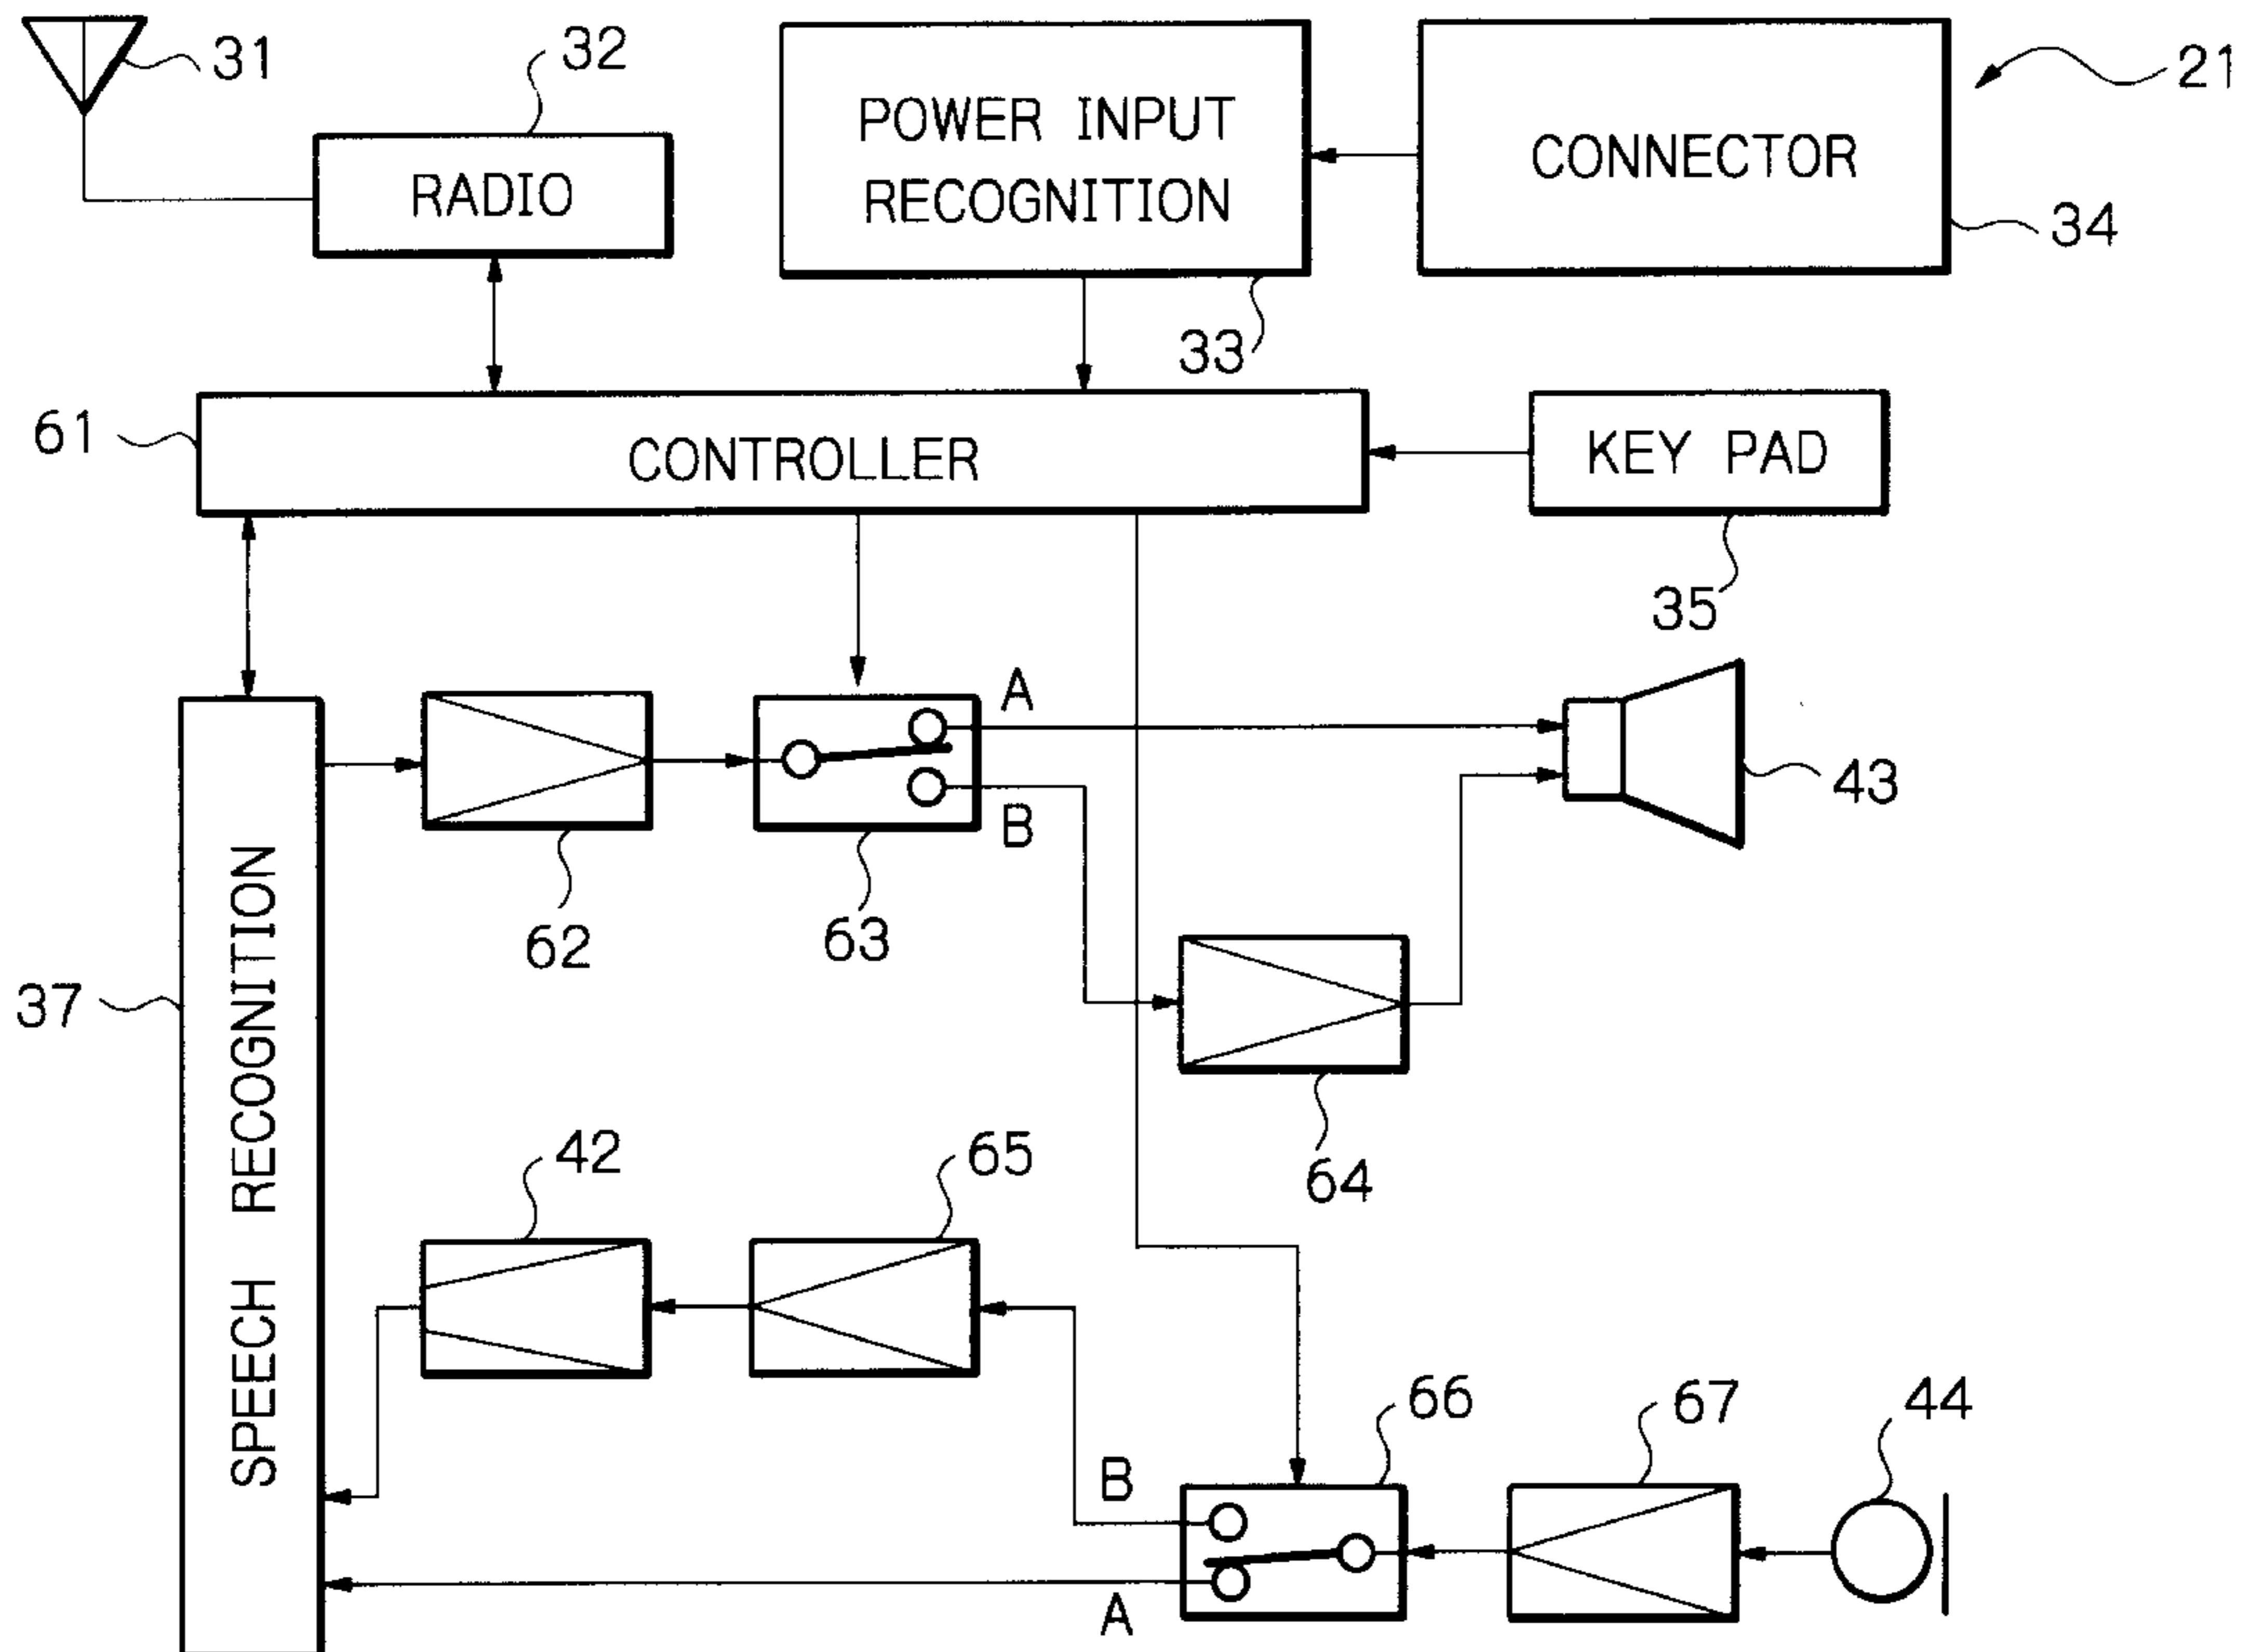 31
32
RADIO
POWER INPUT
RECOGNITION
33
CONNECTOR
21
34
61
CONTROLLER
KEY PAD
35
37
SPEECH RECOGNITION
62
63
A
B
43
64
42
65
66
B
A
67
44